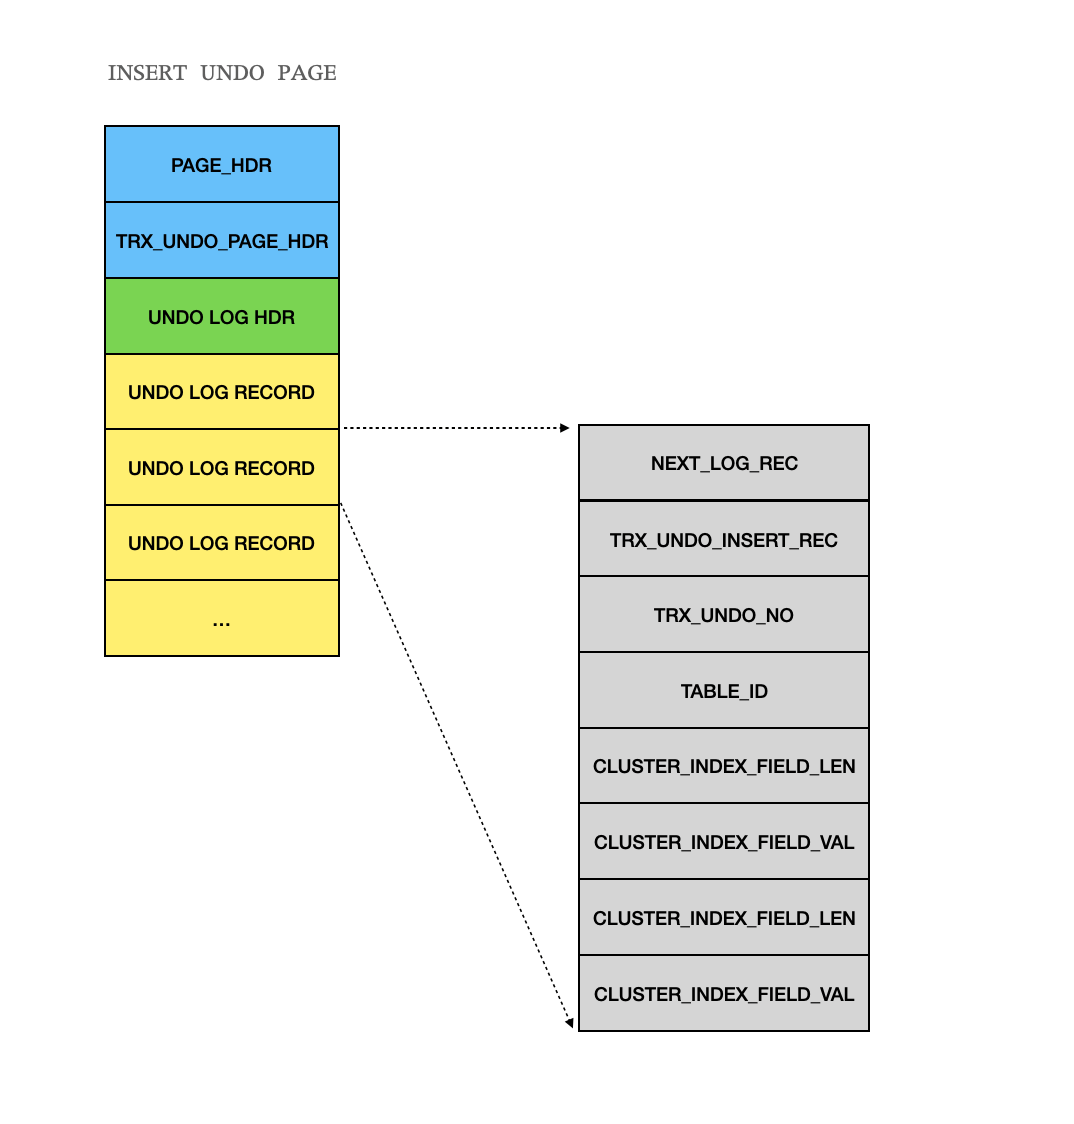 INSERT UNDO PAGE
PAGE_HDR
TRX_UNDO_PAGE_HDR
UNDO LOG HDR
UNDO LOG RECORD
UNDO LOG RECORD
UNDO LOG RECORD
...
NEXT_LOG_REC
TRX_UNDO_INSERT_REC
TRX_UNDO_NO
TABLE_ID
CLUSTER_INDEX_FIELD_LEN
CLUSTER_INDEX_FIELD_VAL
CLUSTER_INDEX_FIELD_LEN
CLUSTER_INDEX_FIELD_VAL